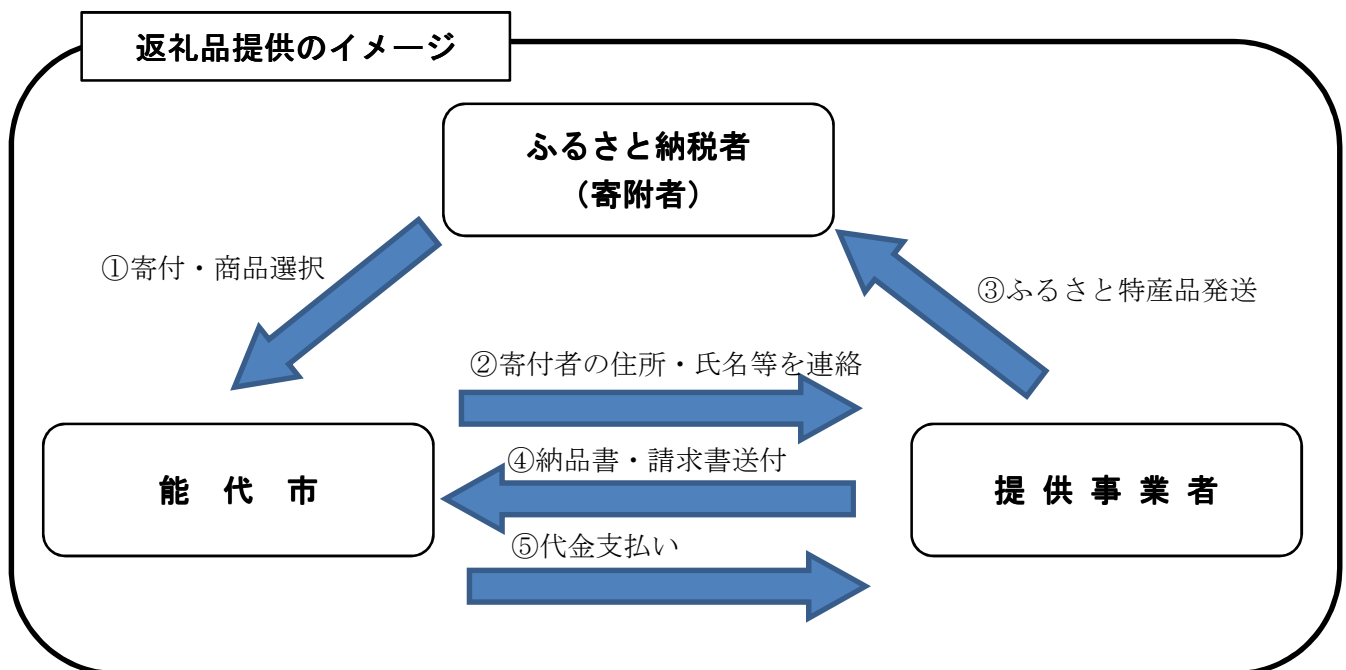 返礼品提供のイメージ
ふるさと納税者
(寄附者)
①寄付・商品選択
③ふるさと特産品発送
②寄付者の住所・氏名等を連絡
能 代 市
④納品書・請求書送付
提 供 事 業 者
⑤代金支払い